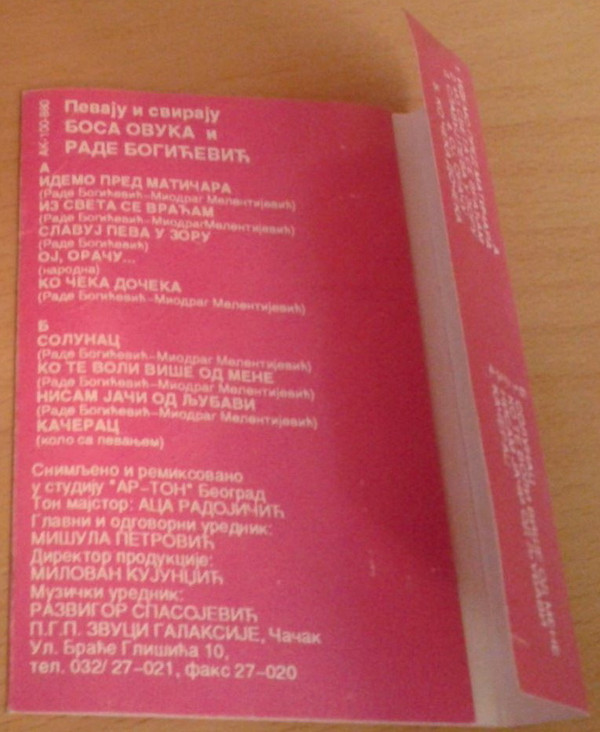 АК-100-880
Певају и свирају
БОСА ОВУКА и
РАДЕ БОГИЋЕВИЋ
А
ИДЕМО ПРЕД МАТИЧАРА
(Раде Богићевић–Миодраг Мелентијевић)
ИЗ СВЕТА СЕ ВРАЋАМ
(Раде Богићевић–Миодраг Мелентијевић)
СЛАВУЈ ПЕВА У ЗОРУ
(Раде Богићевић)
ОЈ, ОРАЧУ...
(народна)
КО ЧЕКА ДОЧЕКА
(Раде Богићевић–Миодраг Мелентијевић)
Б
СОЛУНАЦ
(Раде Богићевић–Миодраг Мелентијевић)
КО ТЕ ВОЛИ ВИШЕ ОД МЕНЕ
(Раде Богићевић–Миодраг Мелентијевић)
НИСАМ ЈАЧИ ОД ЉУБАВИ
(Раде Богићевић–Миодраг Мелентијевић)
КАЧЕРАЦ
(коло са певањем)
Снимљено и ремиксовано
у студију "АР–ТОН" Београд
Тон мајстор: АЦА РАДОЈИЧИЋ
Главни и одговорни уредник:
МИШУЛА ПЕТРОВИЋ
Директор продукције:
МИЛОВАН КУЈУНЏИЋ
Музички уредник:
РАЗВИГОР СПАСОЈЕВИЋ
П.Г.П. ЗВУЦИ ГАЛАКСИЈЕ, Чачак
Ул. Браће Глишића 10,
тел. 032/ 27–021, факс 27–020